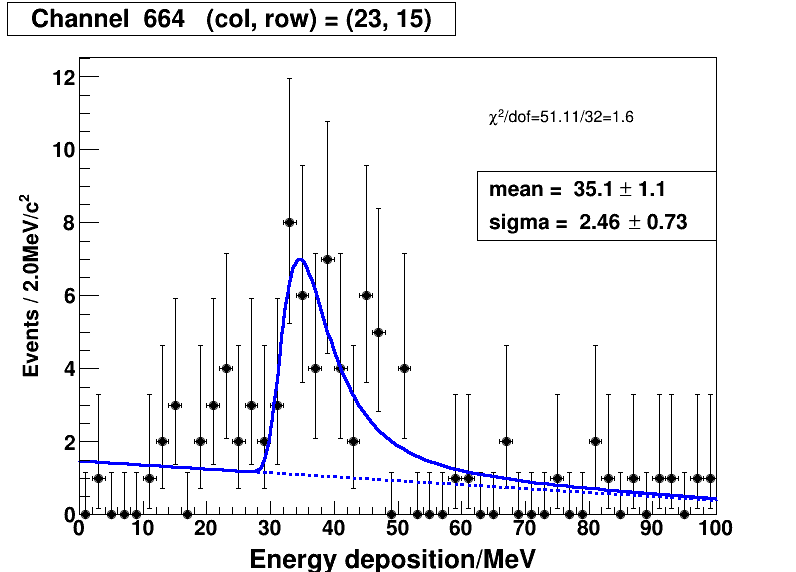 Channel 664 (col, row) = (23, 15)
χ²/dof=51.11/32=1.6
mean = 35.1 ± 1.1
sigma = 2.46 ± 0.73
Events / 2.0MeV/c²
12
10
8
6
4
2
0
0 10 20 30 40 50 60 70 80 90 100
Energy deposition/MeV